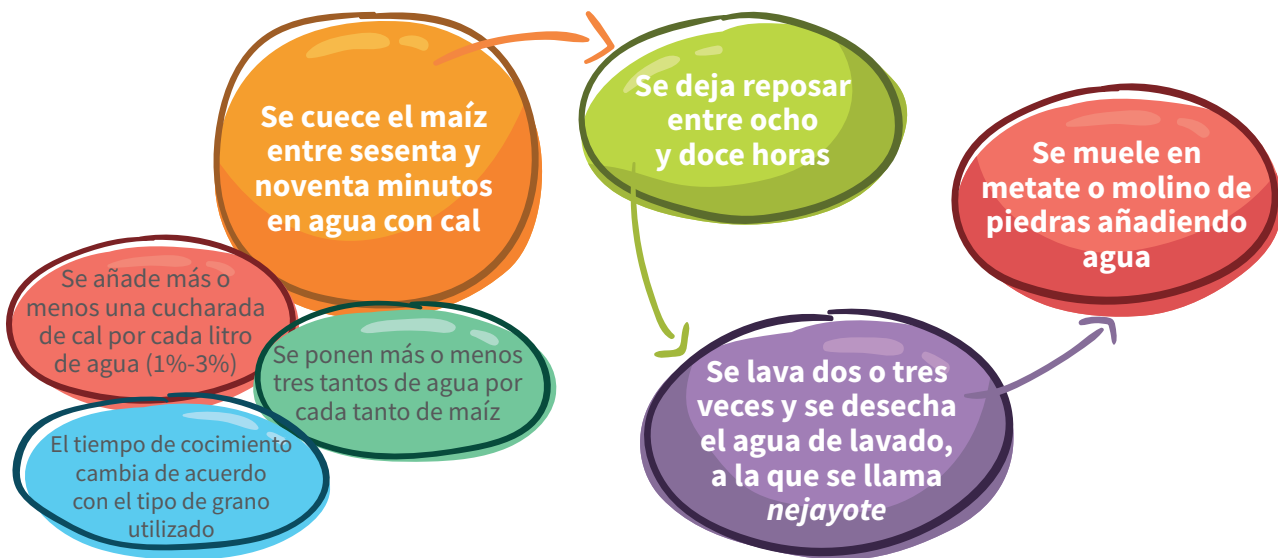 Se cuece el maíz
entre sesenta y
noventa minutos
en agua con cal
Se añade más o
menos una cucharada
de cal por cada litro
de agua (1%-3%)
Se ponen más o menos
tres tantos de agua por
cada tanto de maíz
El tiempo de cocimiento
cambia de acuerdo
con el tipo de grano
utilizado
Se deja reposar
entre ocho
y doce horas
Se lava dos o tres
veces y se desecha
el agua de lavado,
a la que se llama
nejayote
Se muele en
metate o molino de
piedras añadiendo
agua